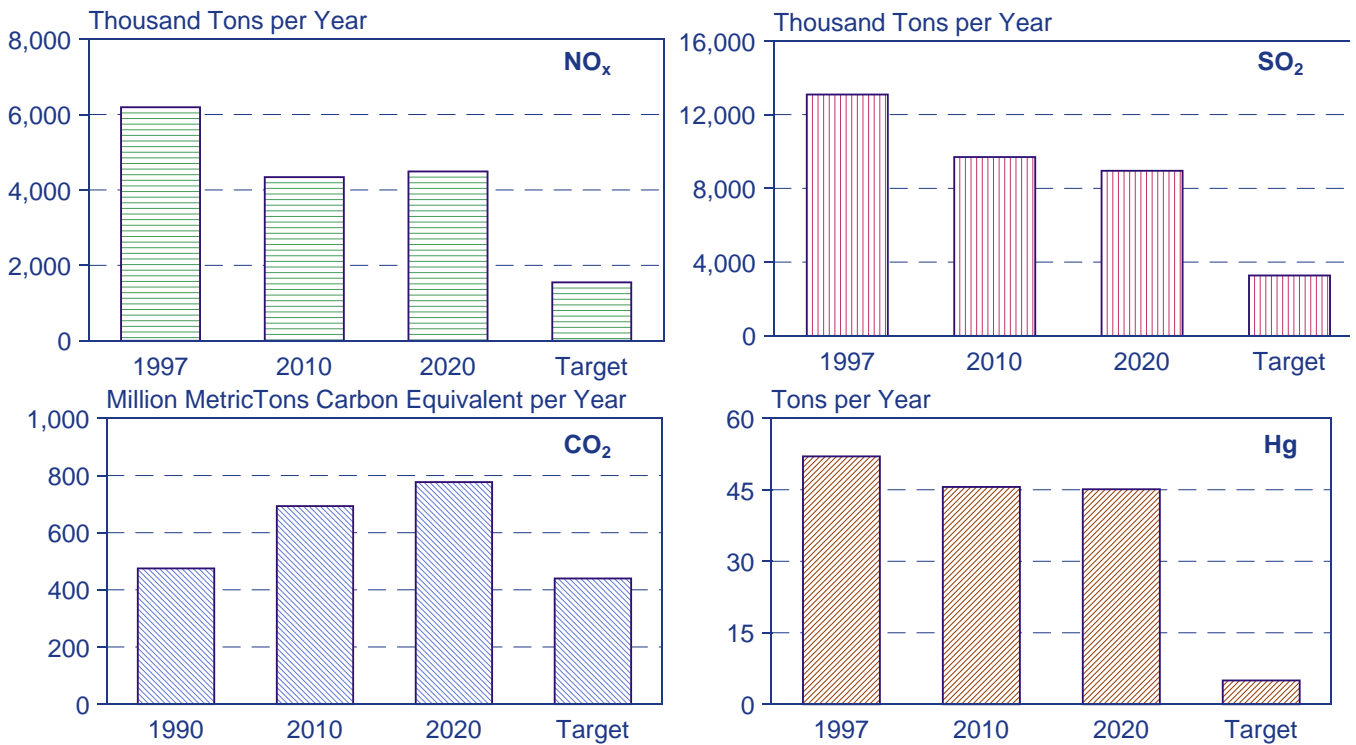 Thousand Tons per Year
8,000
NOx
6,000
4,000
2,000
0
1997 2010 2020 Target
Thousand Tons per Year
16,000
SO2
12,000
8,000
4,000
0
1997 2010 2020 Target
Million MetricTons Carbon Equivalent per Year
1,000
CO2
800
600
400
200
0
1990 2010 2020 Target
Tons per Year
60
Hg
45
30
15
0
1997 2010 2020 Target